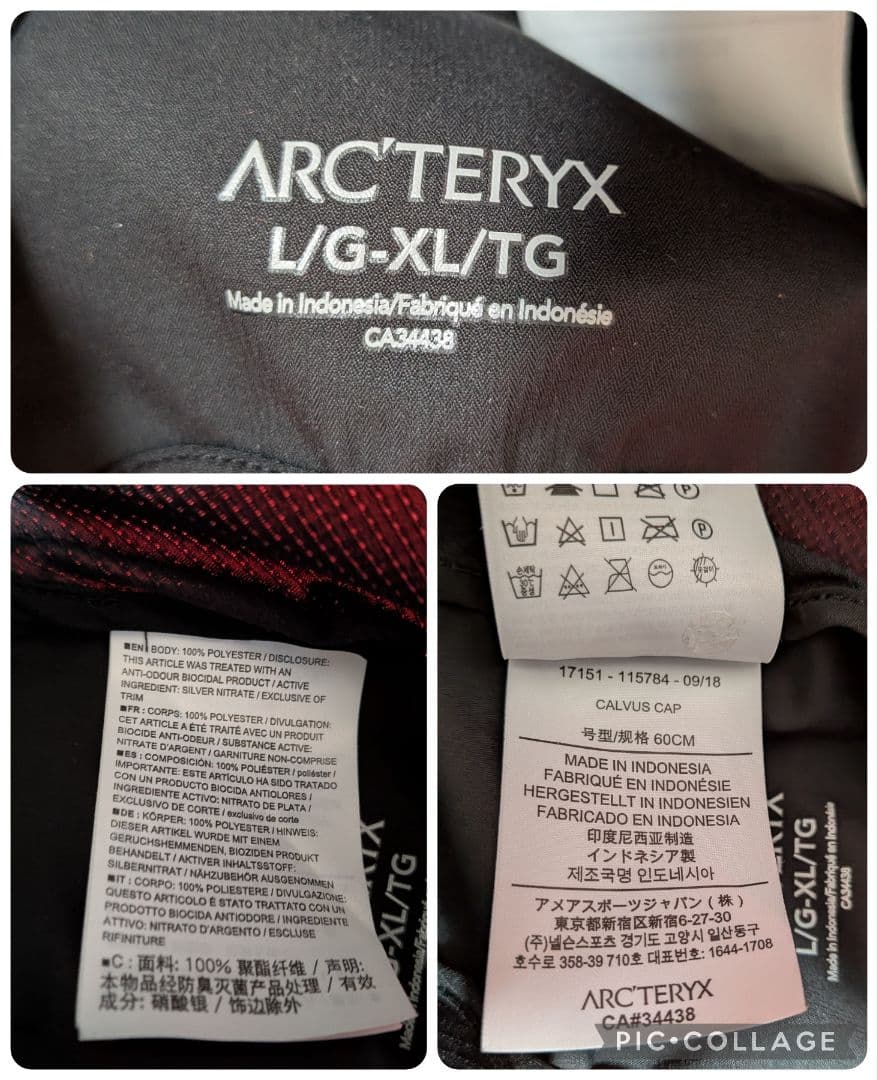 ARC'TERYX
L/G-XL/TG
Made in Indonesia/Fabriqué en Indonésie
CA34438
■EN : BODY: 100% POLYESTER / DISCLOSURE:
THIS ARTICLE WAS TREATED WITH AN
ANTI-ODOUR BIOCIDAL PRODUCT / ACTIVE
INGREDIENT: SILVER NITRATE / EXCLUSIVE OF
TRIM
■FR : CORPS: 100% POLYESTER / DIVULGATION:
CET ARTICLE A ÉTÉ TRAITÉ AVEC UN PRODUIT
BIOCIDE ANTI-ODEUR / SUBSTANCE ACTIVE:
NITRATE D'ARGENT / GARNITURE NON-COMPRISE
■ES : COMPOSICIÓN: 100% POLIÉSTER / poliéster /
IMPORTANTE: ESTE ARTÍCULO HA SIDO TRATADO
CON UN PRODUCTO BIOCIDA ANTIOLORES /
INGREDIENTE ACTIVO: NITRATO DE PLATA /
EXCLUSIVO DE CORTE / exclusivo de corte
■DE : KÖRPER: 100% POLYESTER / HINWEIS:
DIESER ARTIKEL WURDE MIT EINEM
GERUCHSHEMMENDEN, BIOZIDEN PRODUKT
BEHANDELT / AKTIVER INHALTSSTOFF:
SILBERNITRAT / NÄHZUBEHÖR AUSGENOMMEN
■IT : CORPO: 100% POLIESTERE / DIVULGAZIONE:
QUESTO ARTICOLO È STATO TRATTATO CON UN
PRODOTTO BIOCIDA ANTIODORE / INGREDIENTE
ATTIVO: NITRATO D'ARGENTO / ESCLUSE
RIFINITURE
■C : 面料: 100% 聚酯纤维 / 声明:
本物品经防臭灭菌产品处理 / 有效
成分: 硝酸银 / 饰边除外
17151 - 115784 - 09/18
CALVUS CAP
号型/规格 60CM
MADE IN INDONESIA
FABRIQUÉ EN INDONÉSIE
HERGESTELLT IN INDONESIEN
FABRICADO EN INDONESIA
印度尼西亚制造
インドネシア製
제조국명 인도네시아
アメアスポーツジャパン ( 株 )
東京都新宿区新宿6-27-30
(주)넬슨스포츠 경기도 고양시 일산동구
호수로 358-39 710호 대표번호: 1644-1708
ARC'TERYX
CA#34438
L/G-XL/TG
Made in Indonesia/Fabriqué en Indonésie
CA34438
PIC•COLLAGE